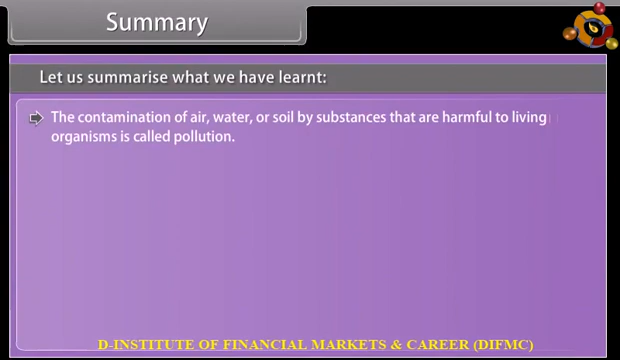 Summary
Let us summarise what we have learnt:
The contamination of air, water, or soil by substances that are harmful to living
organisms is called pollution.
D-INSTITUTE OF FINANCIAL MARKETS & CAREER (DIFMC)